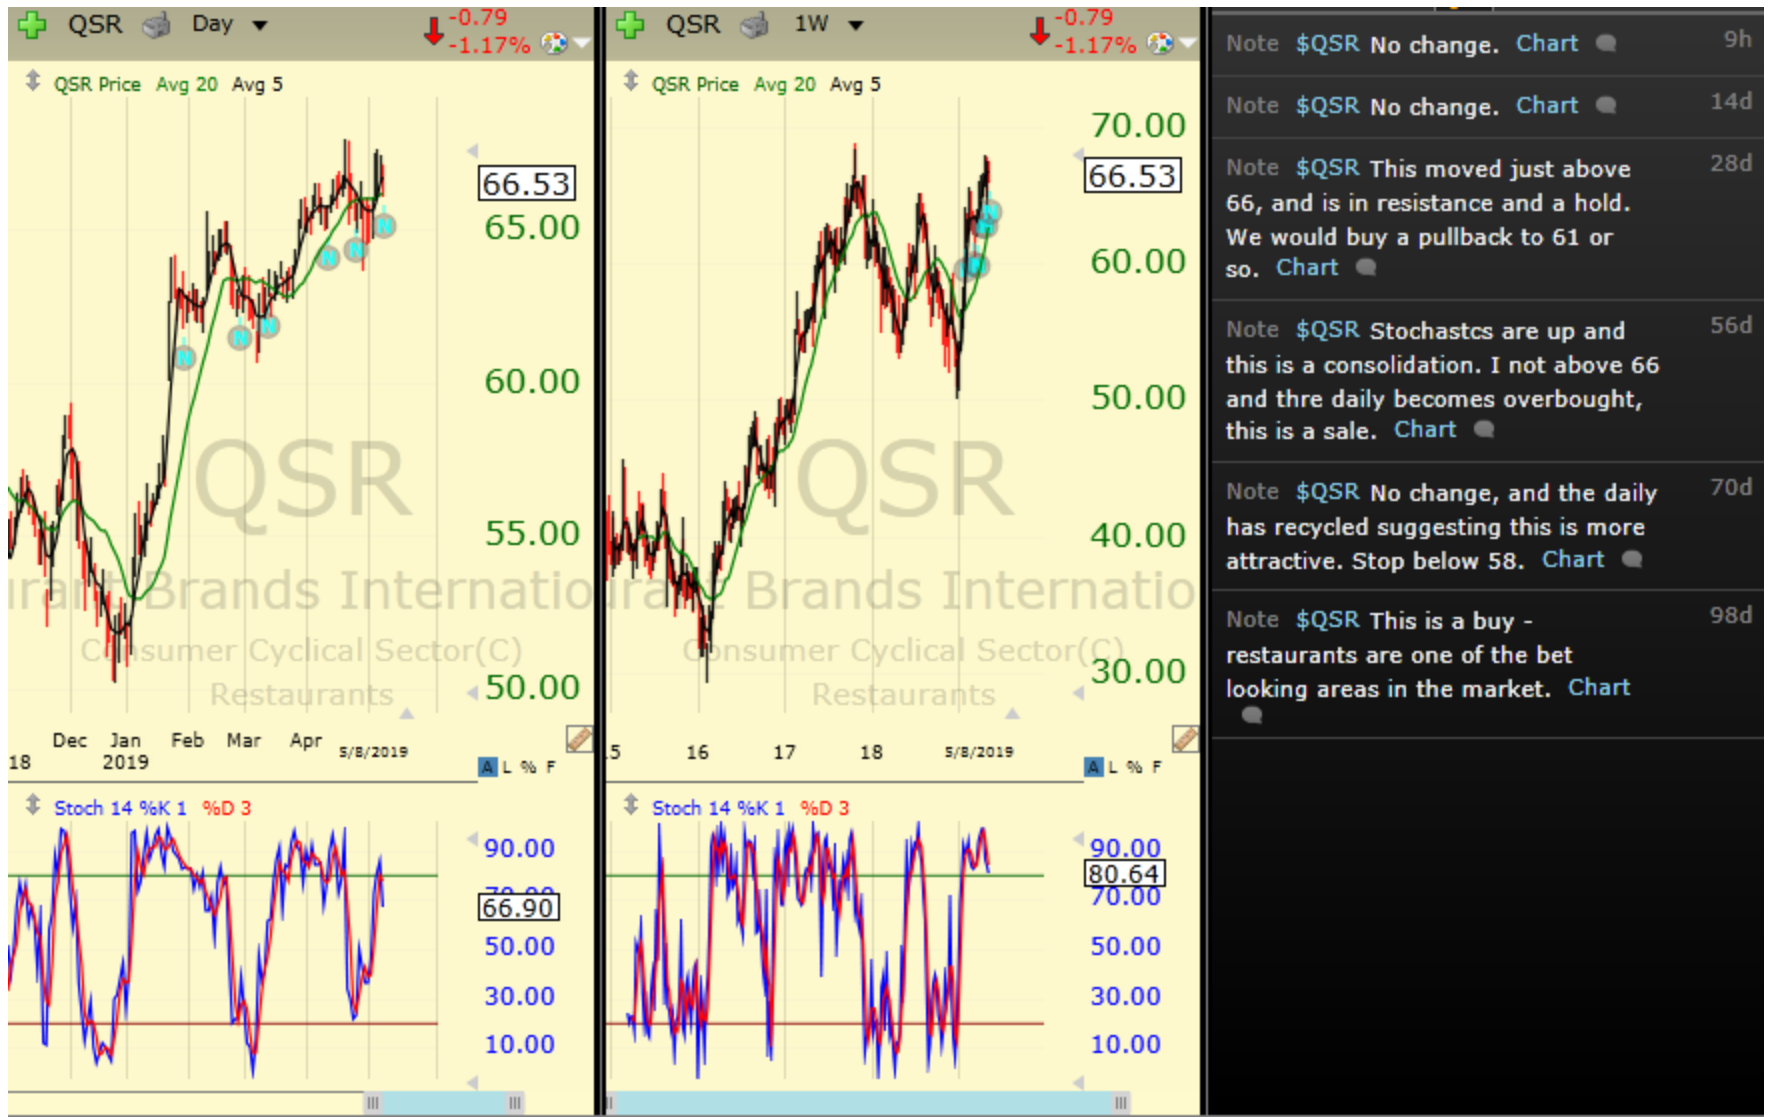 QSR Day -0.79
-1.17%
QSR Price Avg 20 Avg 5
66.53
65.00
60.00
55.00
50.00
QSR
Brands Internatio
Consumer Cyclical Sector(C)
Restaurants
Dec Jan Feb Mar Apr 5/8/2019
18 2019
A L % F
Stoch 14 %K 1 %D 3
90.00
70.00
66.90
50.00
30.00
10.00
QSR 1W -0.79
-1.17%
QSR Price Avg 20 Avg 5
70.00
66.53
60.00
50.00
40.00
30.00
QSR
Brands Internatio
Consumer Cyclical Sector(C)
Restaurants
16 17 18 5/8/2019
A L % F
Stoch 14 %K 1 %D 3
90.00
80.64
70.00
50.00
30.00
10.00
Note $QSR No change. Chart 9h
Note $QSR No change. Chart 14d
Note $QSR This moved just above 28d
66, and is in resistance and a hold.
We would buy a pullback to 61 or
so. Chart
Note $QSR Stochastcs are up and 56d
this is a consolidation. I not above 66
and thre daily becomes overbought,
this is a sale. Chart
Note $QSR No change, and the daily 70d
has recycled suggesting this is more
attractive. Stop below 58. Chart
Note $QSR This is a buy - 98d
restaurants are one of the bet
looking areas in the market. Chart